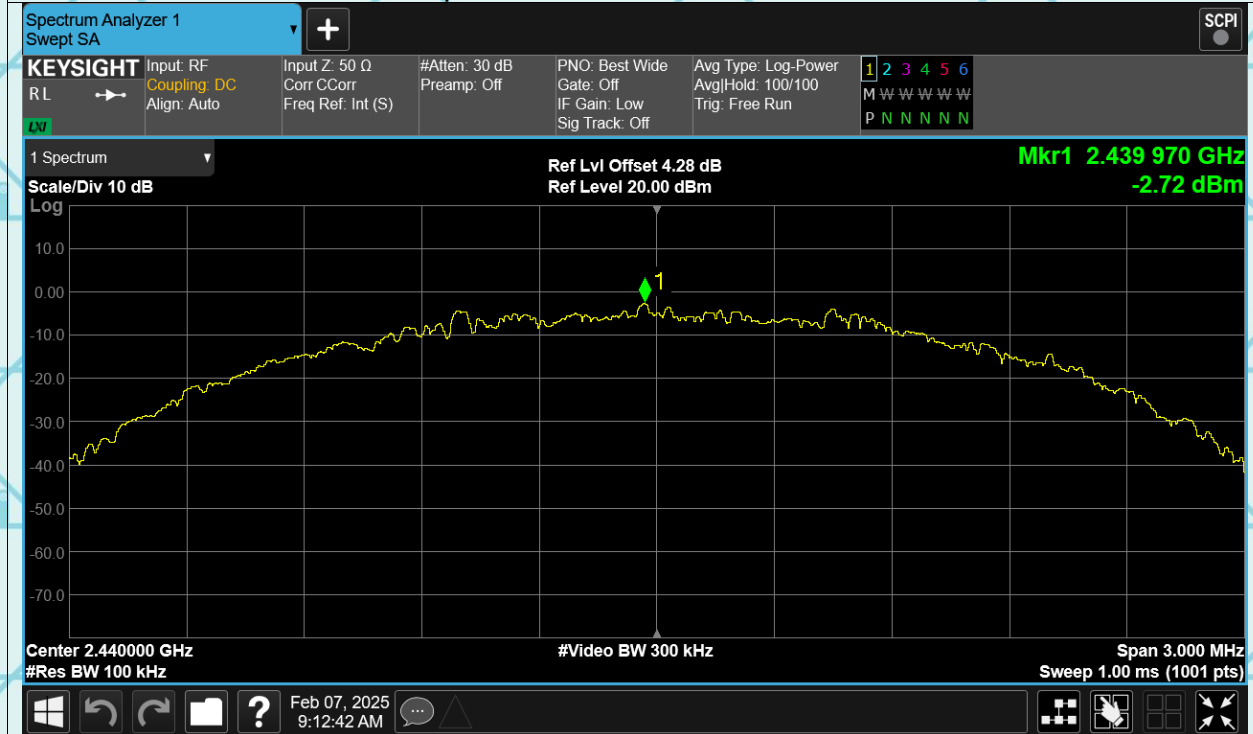 Spectrum Analyzer 1
Swept SA
SCPI
KEYSIGHT
RL
LXI
Input: RF
Coupling: DC
Align: Auto
Input Z: 50 Ω
Corr CCorr
Freq Ref: Int (S)
#Atten: 30 dB
Preamp: Off
PNO: Best Wide
Gate: Off
IF Gain: Low
Sig Track: Off
Avg Type: Log-Power
Avg|Hold: 100/100
Trig: Free Run
1 2 3 4 5 6
M W W W W W
P N N N N N
1 Spectrum
Scale/Div 10 dB
Ref Lvl Offset 4.28 dB
Ref Level 20.00 dBm
Mkr1 2.439 970 GHz
-2.72 dBm
Log
10.0
0.00
-10.0
-20.0
-30.0
-40.0
-50.0
-60.0
-70.0
1
Center 2.440000 GHz
#Res BW 100 kHz
#Video BW 300 kHz
Span 3.000 MHz
Sweep 1.00 ms (1001 pts)
?
Feb 07, 2025
9:12:42 AM